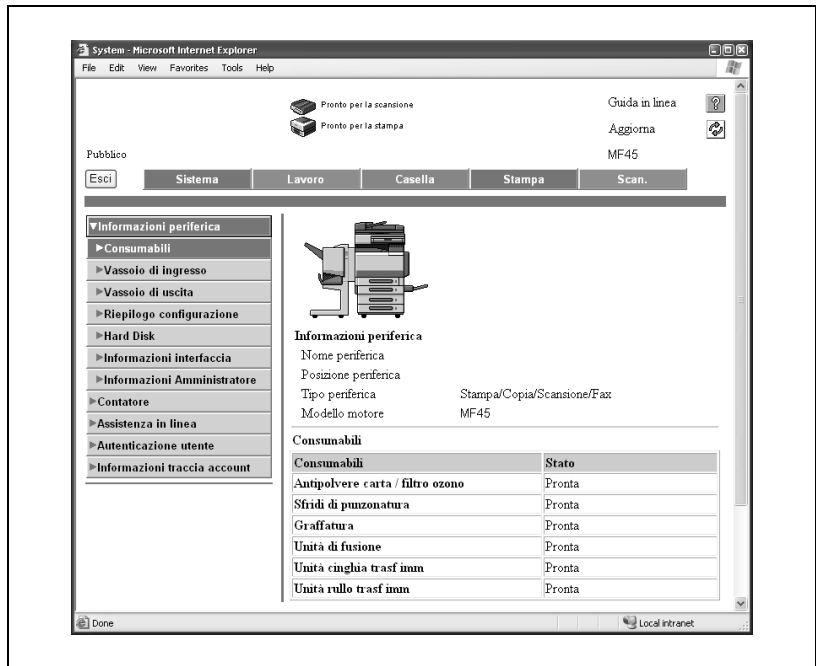 System - Microsoft Internet Explorer
File Edit View Favorites Tools Help
Pronto per la scansione
Pronto per la stampa
Guida in linea
Aggiorna
Pubblico
MF45
Esci
Sistema
Lavoro
Casella
Stampa
Scan.
Informazioni periferica
Consumabili
Vassoio di ingresso
Vassoio di uscita
Riepilogo configurazione
Hard Disk
Informazioni interfaccia
Informazioni Amministratore
Contatore
Assistenza in linea
Autenticazione utente
Informazioni traccia account
Informazioni periferica
Nome periferica
Posizione periferica
Tipo periferica Stampa/Copia/Scansione/Fax
Modello motore MF45
Consumabili
Consumabili Stato
Antipolvere carta / filtro ozono Pronta
Sfridi di punzonatura Pronta
Graffatura Pronta
Unità di fusione Pronta
Unità cinghia trasf imm Pronta
Unità rullo trasf imm Pronta
Done
Local intranet